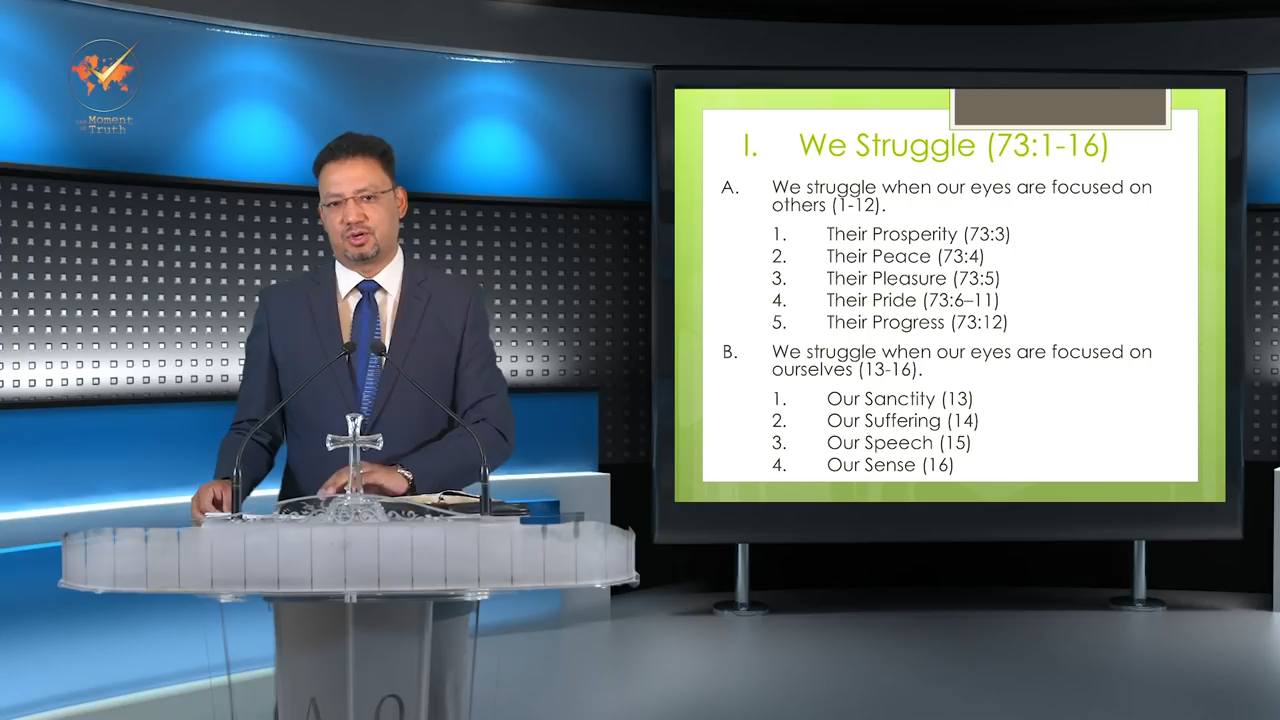 Moment
Truth
I. We Struggle (73:1-16)
A. We struggle when our eyes are focused on
others (1-12).
1. Their Prosperity (73:3)
2. Their Peace (73:4)
3. Their Pleasure (73:5)
4. Their Pride (73:6–11)
5. Their Progress (73:12)
B. We struggle when our eyes are focused on
ourselves (13-16).
1. Our Sanctity (13)
2. Our Suffering (14)
3. Our Speech (15)
4. Our Sense (16)
Α Ω